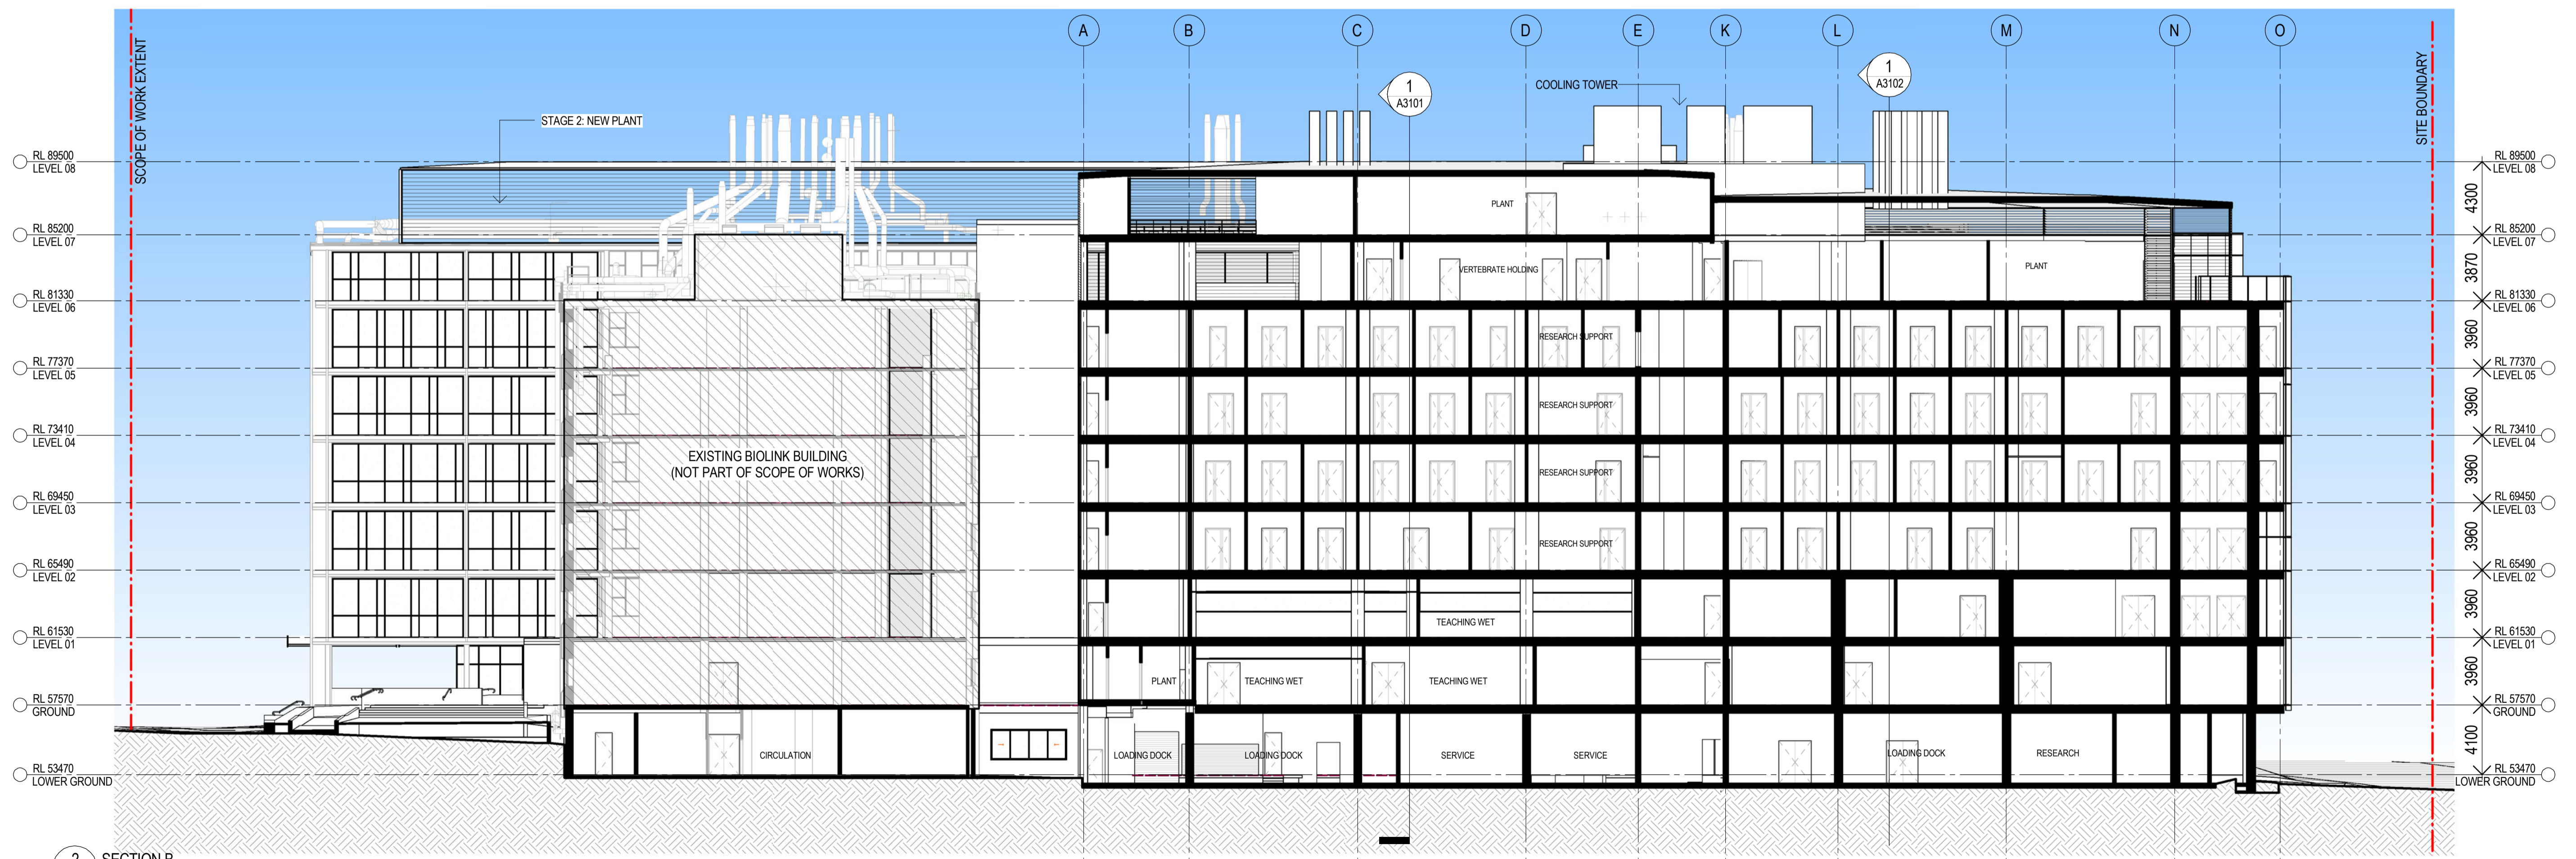 A
B
C
D
E
K
L
M
N
O
SCOPE OF WORK EXTENT
SITE BOUNDARY
1
A3101
1
A3102
COOLING TOWER
STAGE 2: NEW PLANT
RL 89500
LEVEL 08
RL 85200
LEVEL 07
RL 81330
LEVEL 06
RL 77370
LEVEL 05
RL 73410
LEVEL 04
RL 69450
LEVEL 03
RL 65490
LEVEL 02
RL 61530
LEVEL 01
RL 57570
GROUND
RL 53470
LOWER GROUND
PLANT
VERTEBRATE HOLDING
PLANT
RESEARCH SUPPORT
RESEARCH SUPPORT
EXISTING BIOLINK BUILDING
(NOT PART OF SCOPE OF WORKS)
RESEARCH SUPPORT
RESEARCH SUPPORT
TEACHING WET
PLANT
TEACHING WET
TEACHING WET
CIRCULATION
LOADING DOCK
LOADING DOCK
SERVICE
SERVICE
LOADING DOCK
RESEARCH
RL 89500
LEVEL 08
4300
RL 85200
LEVEL 07
3870
RL 81330
LEVEL 06
3960
RL 77370
LEVEL 05
3960
RL 73410
LEVEL 04
3960
RL 69450
LEVEL 03
3960
RL 65490
LEVEL 02
3960
RL 61530
LEVEL 01
3960
RL 57570
GROUND
4100
RL 53470
LOWER GROUND
2
SECTION B